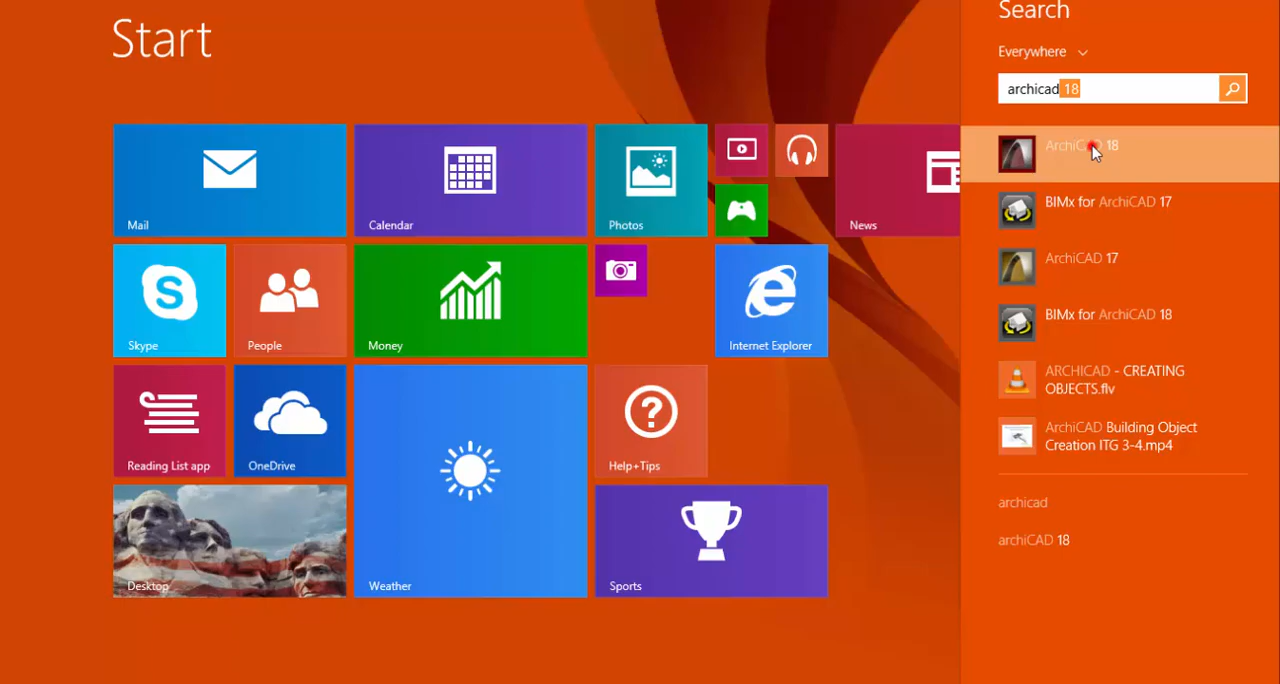 Start
Mail
Calendar
Photos
News
Skype
People
Money
Internet Explorer
Reading List app
OneDrive
Help+Tips
Desktop
Weather
Sports
Search
Everywhere
archicad 18
ArchiCAD 18
BIMx for ArchiCAD 17
ArchiCAD 17
BIMx for ArchiCAD 18
ARCHICAD - CREATING
OBJECTS.flv
ArchiCAD Building Object
Creation ITG 3-4.mp4
archicad
archiCAD 18